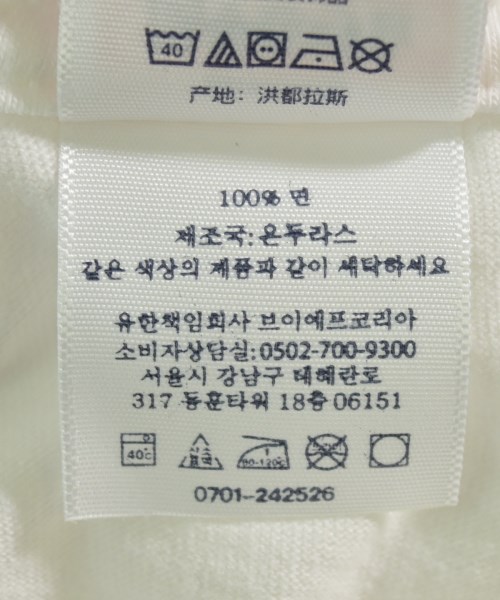 40
产地: 洪都拉斯
100% 면
제조국: 온두라스
같은 색상의 제품과 같이 세탁하세요
유한책임회사 브이에프코리아
소비자상담실:0502-700-9300
서울시 강남구 테헤란로
317 동훈타워 18층 06151
40℃ 80-120℃
0701-242526